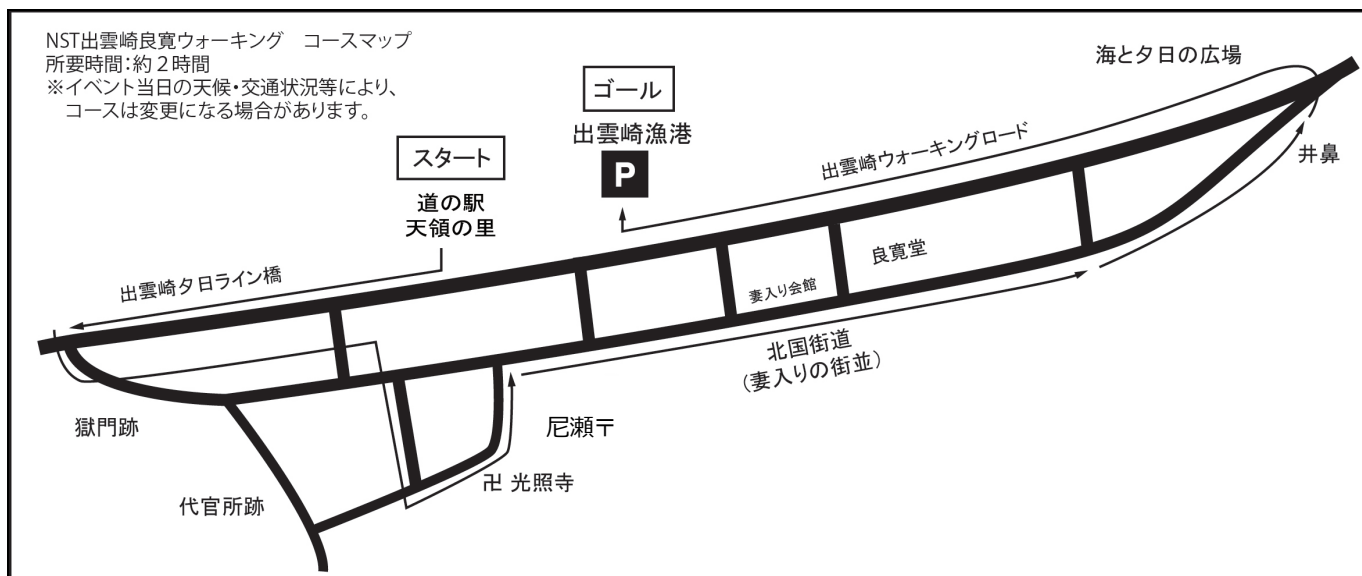 NST出雲崎良寛ウォーキング　コースマップ
所要時間：約２時間
※イベント当日の天候・交通状況等により、
コースは変更になる場合があります。
海と夕日の広場
ゴール
出雲崎漁港
P
スタート
道の駅
天領の里
出雲崎ウォーキングロード
井鼻
良寛堂
妻入り会館
出雲崎夕日ライン橋
北国街道
（妻入りの街並）
獄門跡
尼瀬〒
卍 光照寺
代官所跡